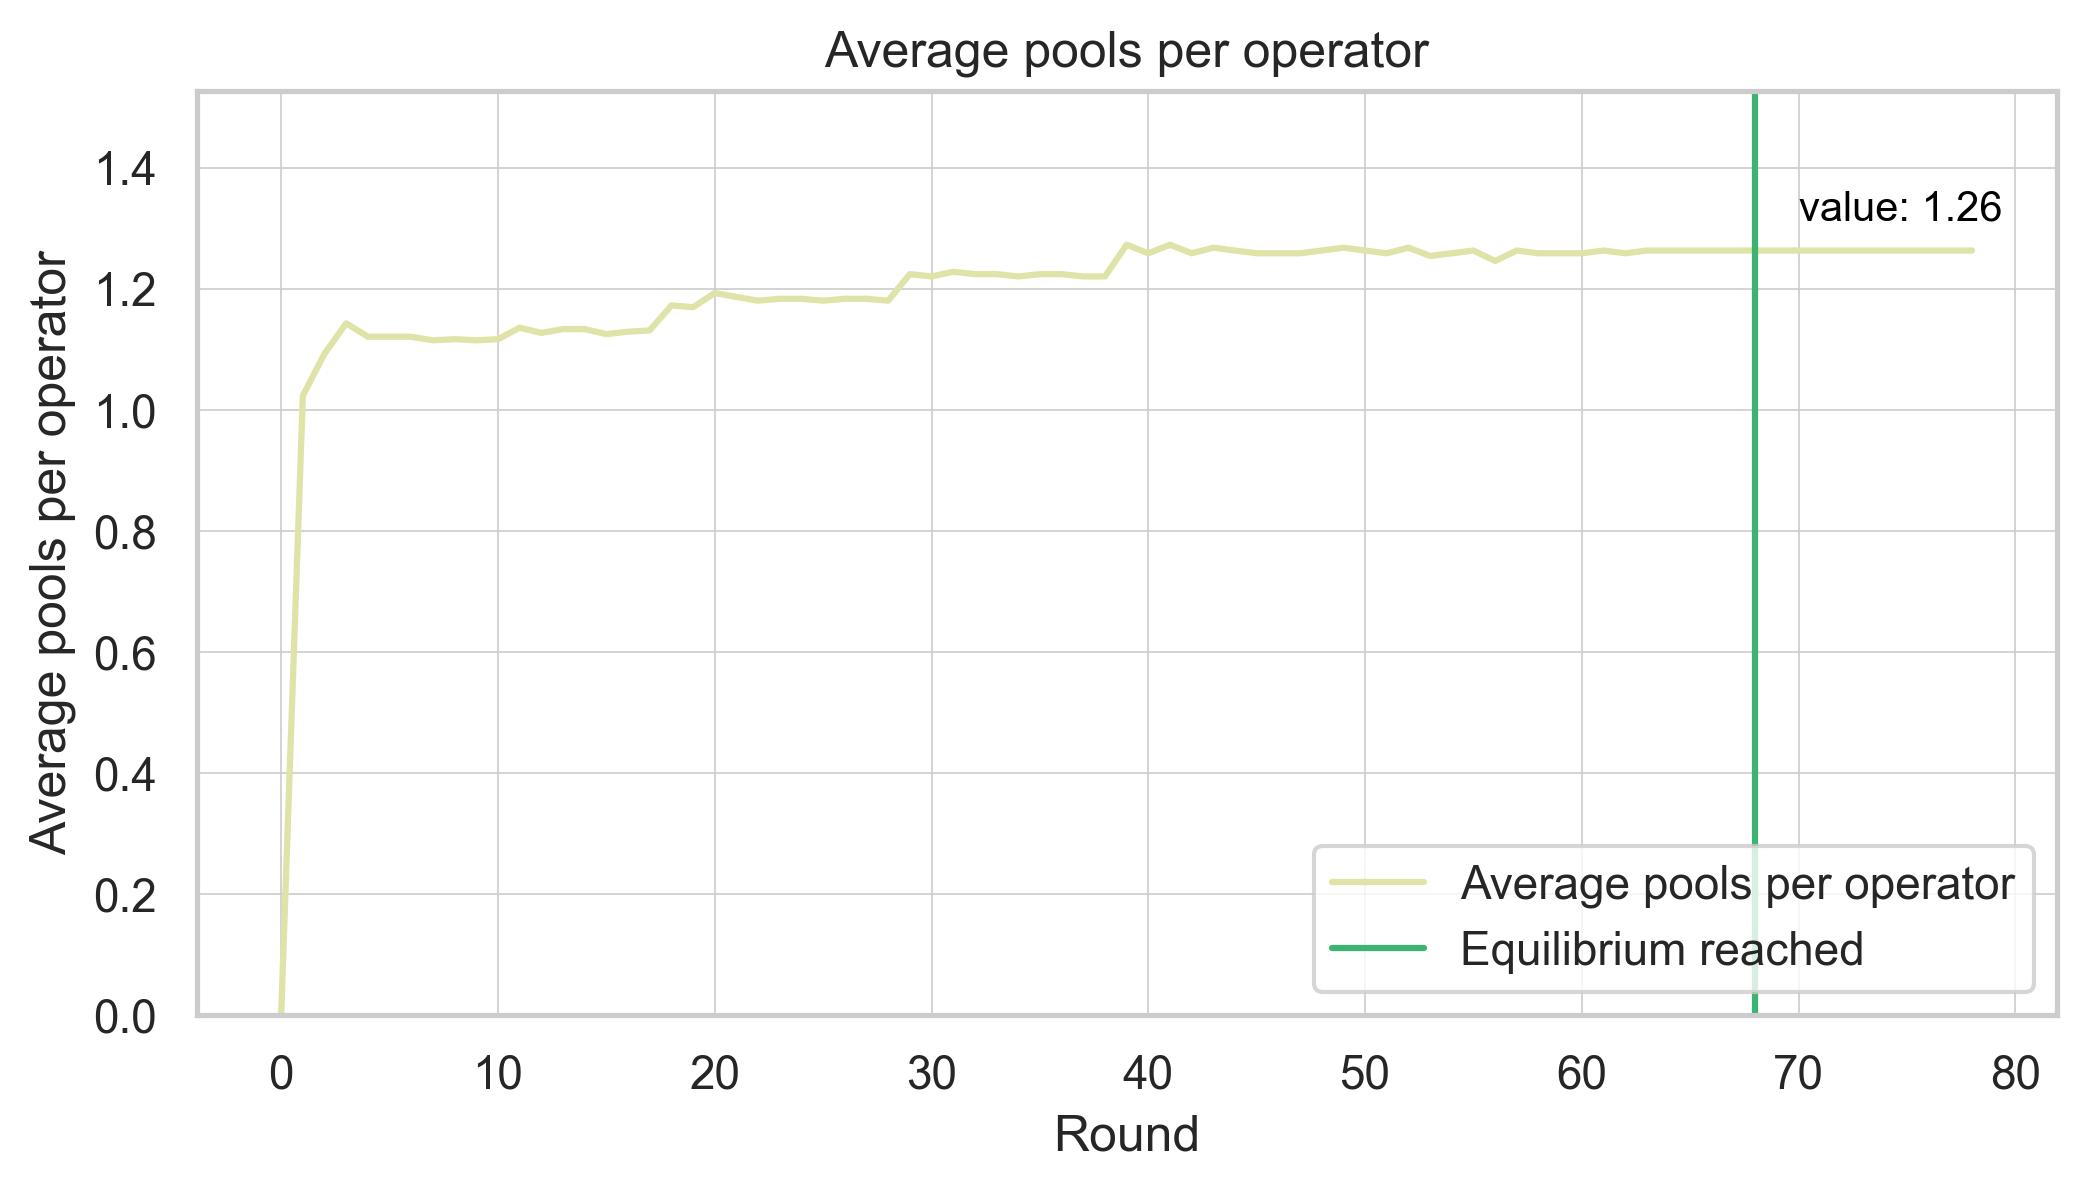 Average pools per operator
Average pools per operator
1.4
1.2
1.0
0.8
0.6
0.4
0.2
0.0
value: 1.26
Average pools per operator
Equilibrium reached
0 10 20 30 40 50 60 70 80
Round